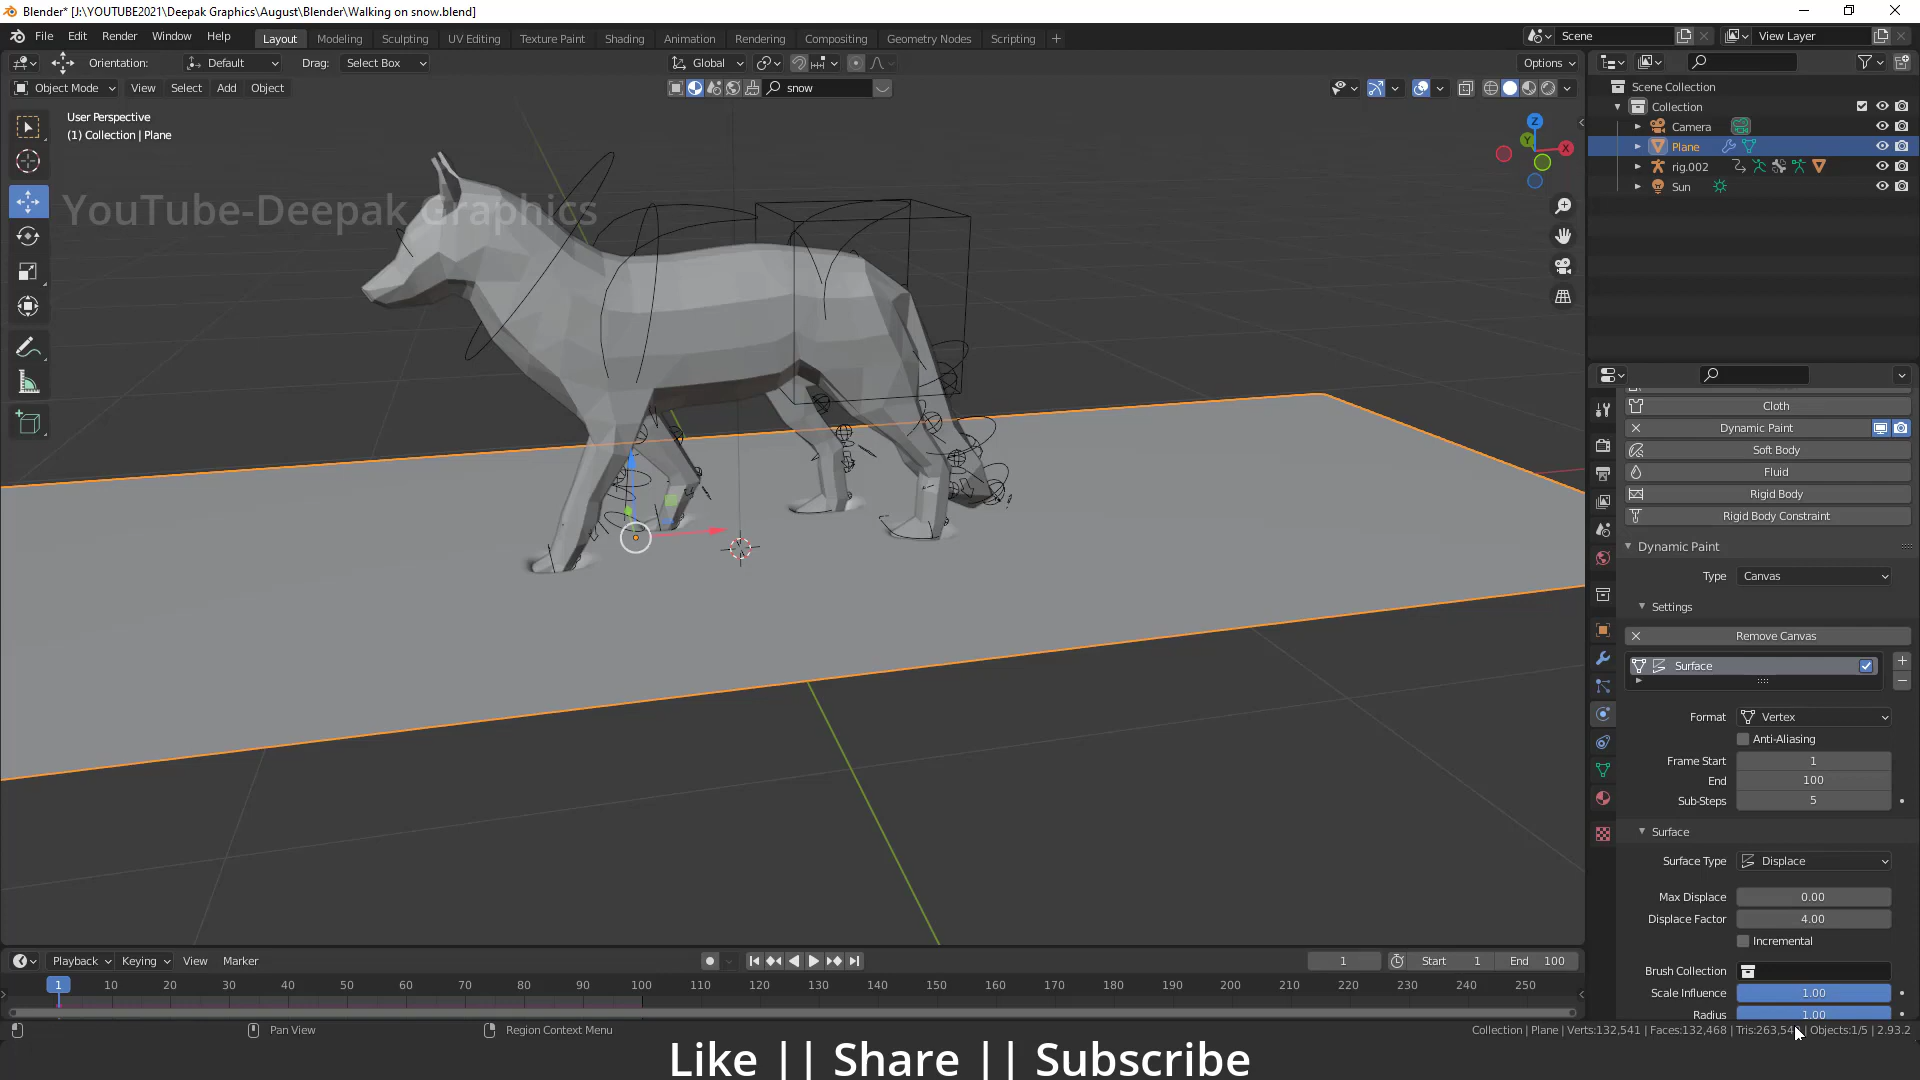 Blender* [J:\YOUTUBE2021\Deepak Graphics\August\Blender\Walking on snow.blend]
File Edit Render Window Help
Layout Modeling Sculpting UV Editing Texture Paint Shading Animation Rendering Compositing Geometry Nodes Scripting +
Scene
View Layer
Orientation: Default Drag: Select Box
Global
Options
Object Mode View Select Add Object
snow
User Perspective
(1) Collection | Plane
YouTube-Deepak Graphics
Z
Y
X
Scene Collection
Collection
Camera
Plane
rig.002
Sun
Cloth
Dynamic Paint
Soft Body
Fluid
Rigid Body
Rigid Body Constraint
Dynamic Paint
Type Canvas
Settings
Remove Canvas
Surface
Format Vertex
Anti-Aliasing
Frame Start 1
End 100
Sub-Steps 5
Surface
Surface Type Displace
Max Displace 0.00
Displace Factor 4.00
Incremental
Brush Collection
Scale Influence 1.00
Radius 1.00
Playback Keying View Marker
1 Start 1 End 100
1 10 20 30 40 50 60 70 80 90 100 110 120 130 140 150 160 170 180 190 200 210 220 230 240 250
Pan View
Region Context Menu
Collection | Plane | Verts:132,541 | Faces:132,468 | Objects:1/5 | 2.93.2
Like || Share || Subscribe